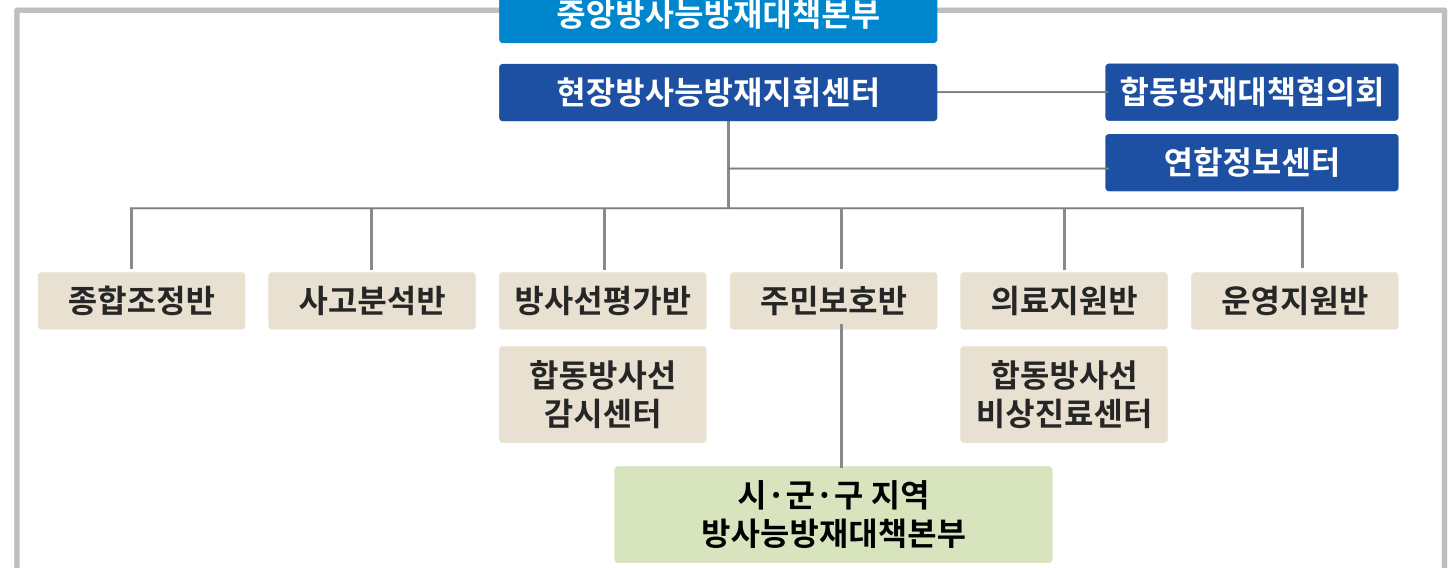 중앙방사능방재대책본부
현장방사능방재지휘센터
합동방재대책협의회
연합정보센터
종합조정반
사고분석반
방사선평가반
주민보호반
의료지원반
운영지원반
합동방사선
감시센터
합동방사선
비상진료센터
시·군·구 지역
방사능방재대책본부